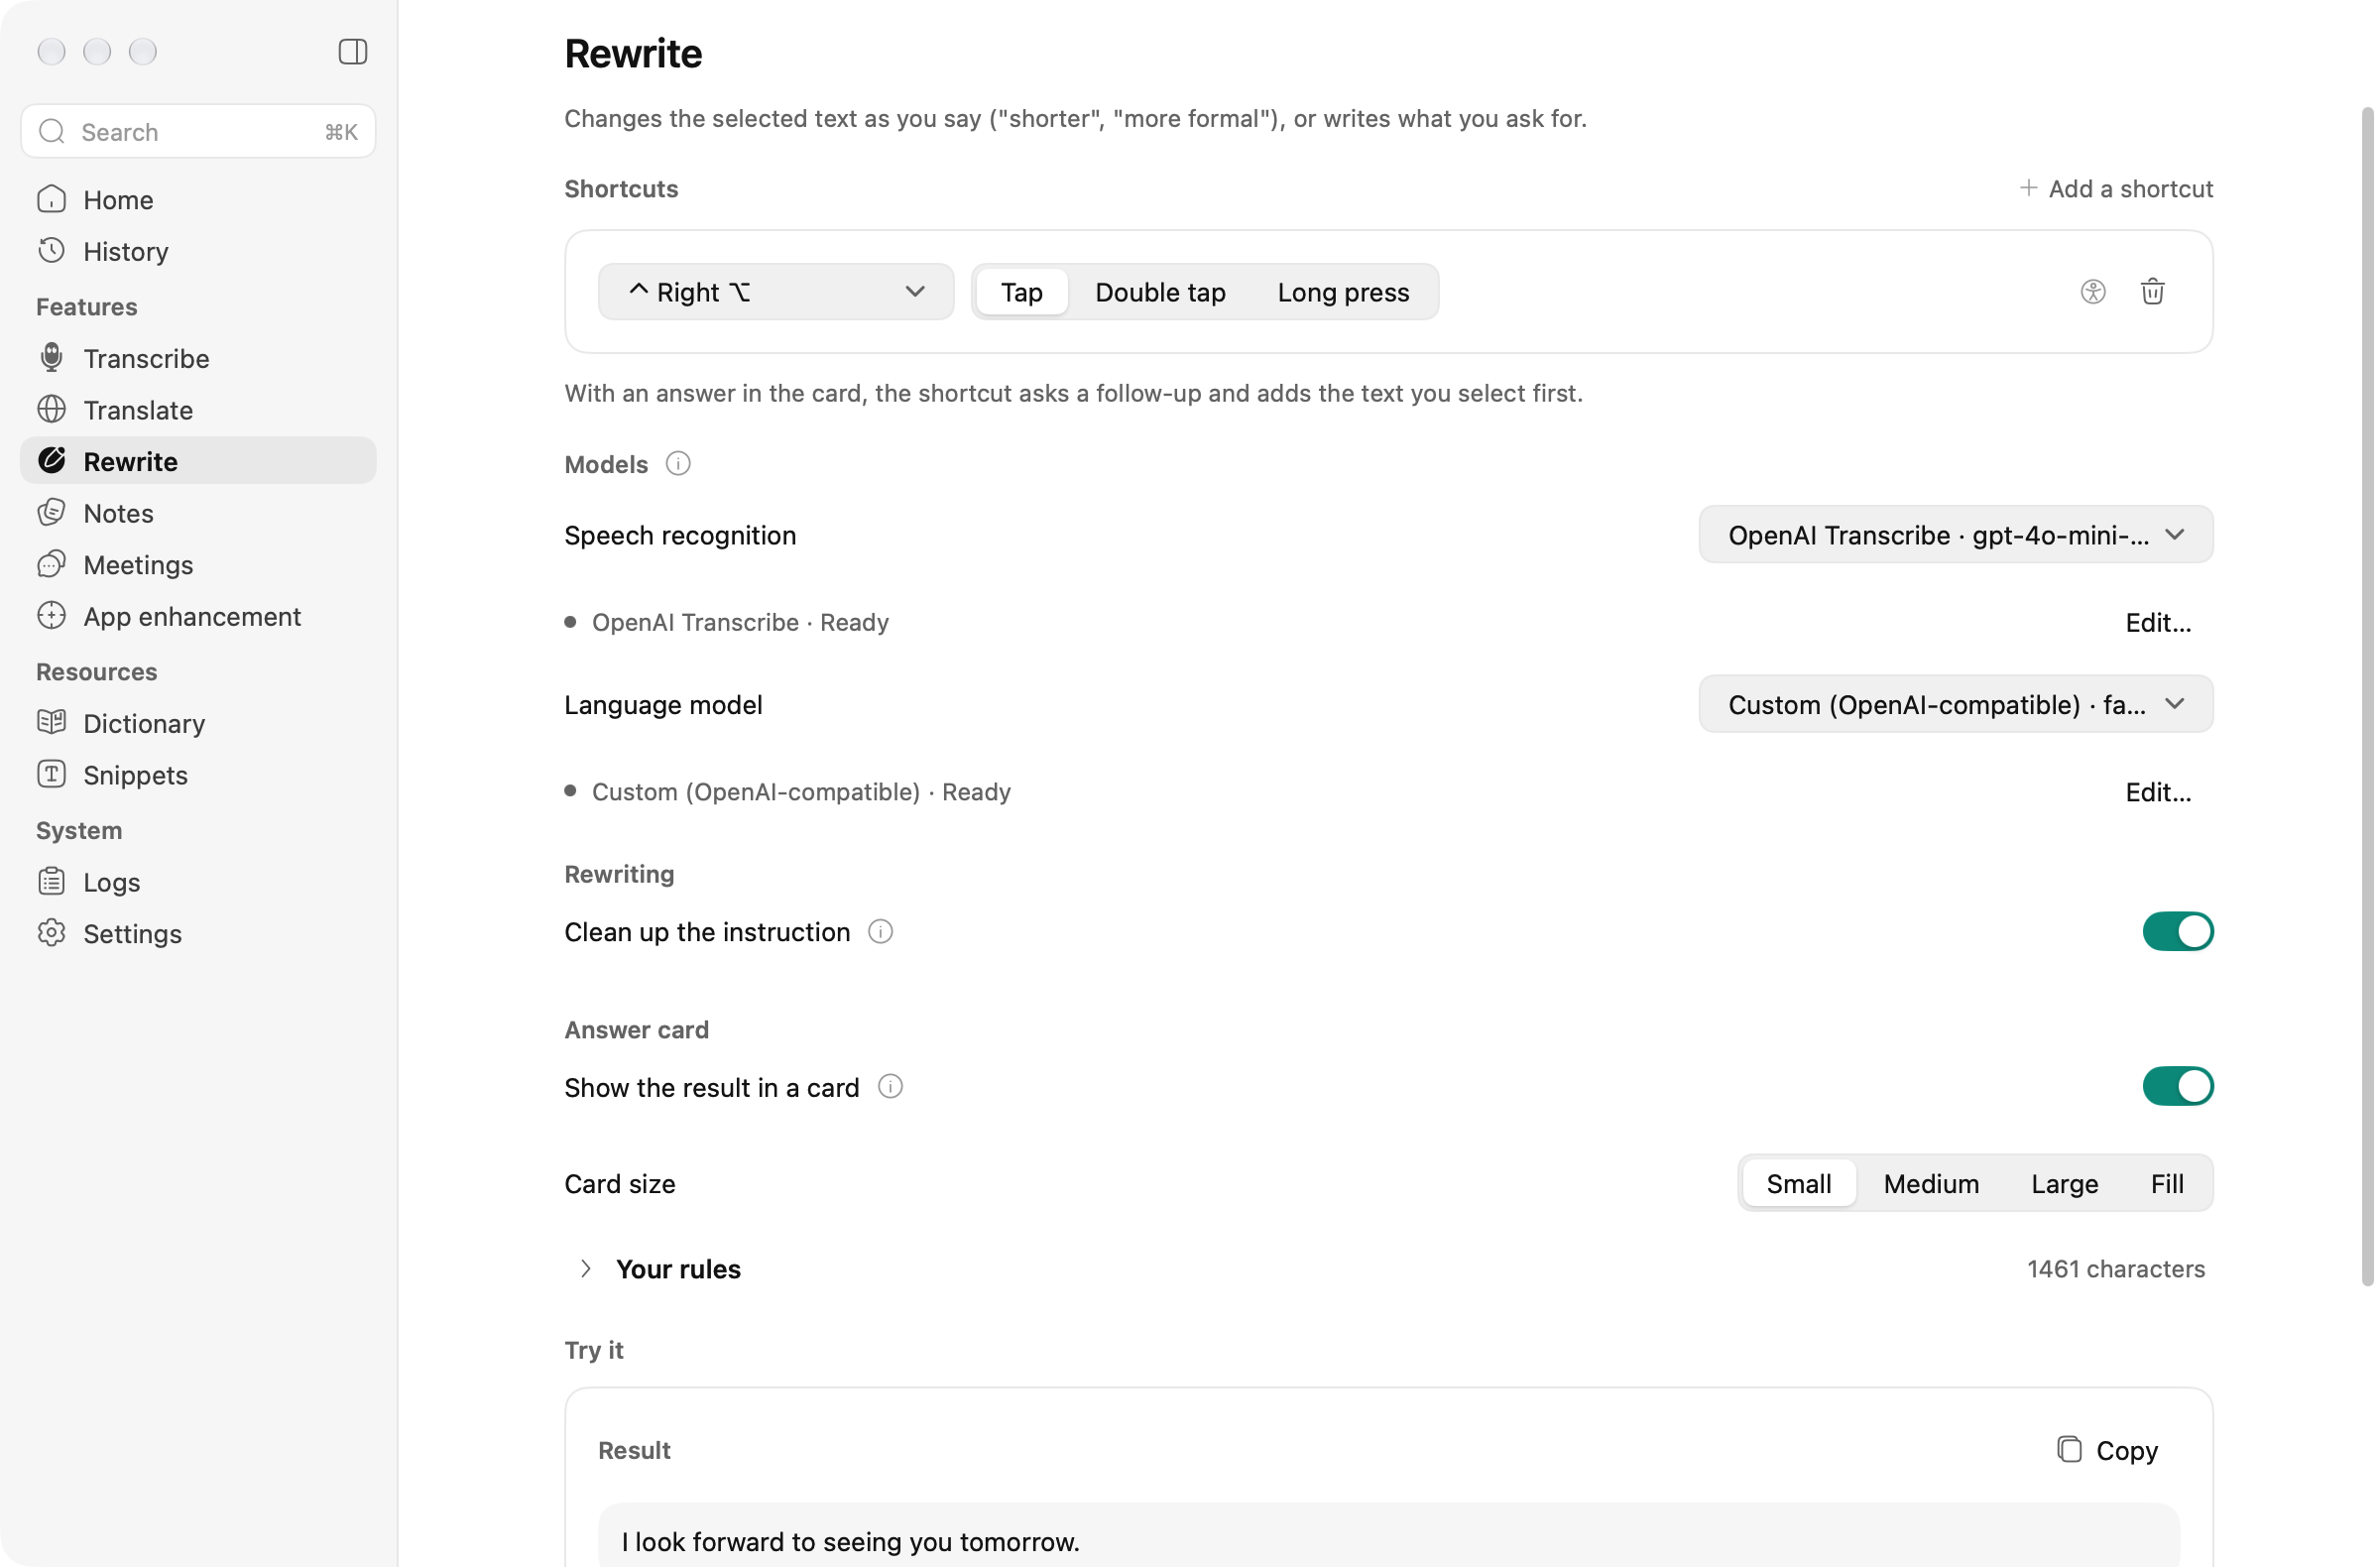 Search ⌘K
Home
History
Features
Transcribe
Translate
Rewrite
Notes
Meetings
App enhancement
Resources
Dictionary
Snippets
System
Logs
Settings
Rewrite
Changes the selected text as you say ("shorter", "more formal"), or writes what you ask for.
Shortcuts + Add a shortcut
^ Right ⌥ Tap Double tap Long press
With an answer in the card, the shortcut asks a follow-up and adds the text you select first.
Models
Speech recognition OpenAI Transcribe · gpt-4o-mini-...
OpenAI Transcribe · Ready Edit...
Language model Custom (OpenAI-compatible) · fa...
Custom (OpenAI-compatible) · Ready Edit...
Rewriting
Clean up the instruction
Answer card
Show the result in a card
Card size Small Medium Large Fill
Your rules 1461 characters
Try it
Result Copy
I look forward to seeing you tomorrow.